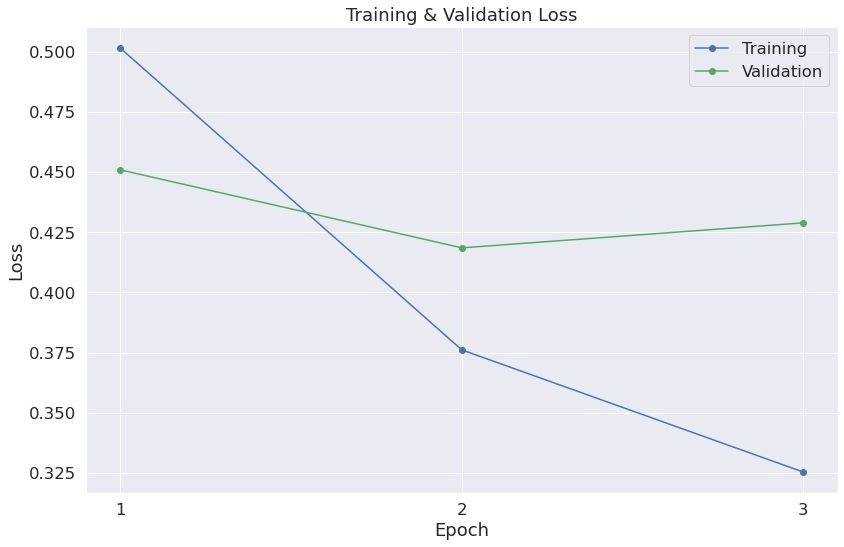 Training & Validation Loss
Training
Validation
0.500
0.475
0.450
0.425
0.400
0.375
0.350
0.325
Loss
1
2
3
Epoch